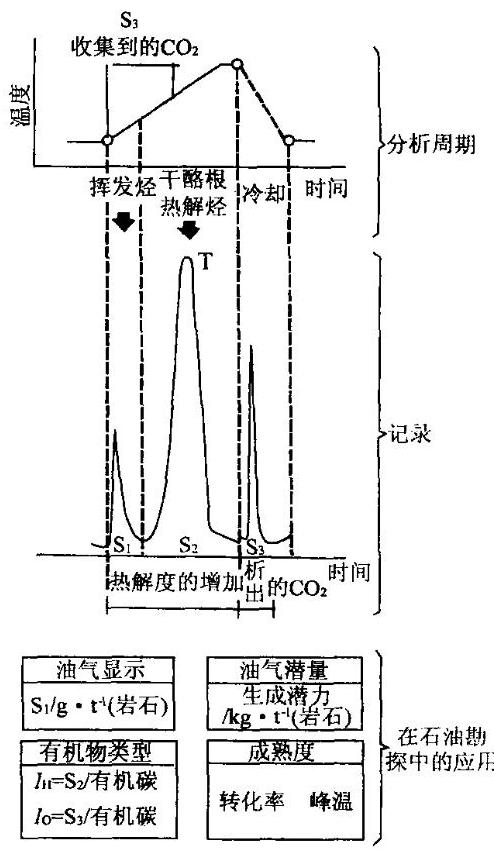 S₃
收集到的CO₂
温度
分析周期
挥发烃
干酪根
热解烃
冷却
时间
T
记录
S₁
S₂
S₃
时间
热解度的增加
析
出的CO₂
油气显示
S₁/g·t⁻¹(岩石)
油气潜量
生成潜力
/kg·t⁻¹(岩石)
有机物类型
I_H=S₂/有机碳
I_O=S₃/有机碳
成熟度
转化率 峰温
在石油勘
探中的应用